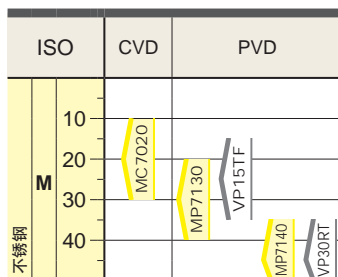 ISO CVD PVD
不锈钢
M
10
20
30
40
MC7020
MP7130
VP15TF
MP7140
VP30RT